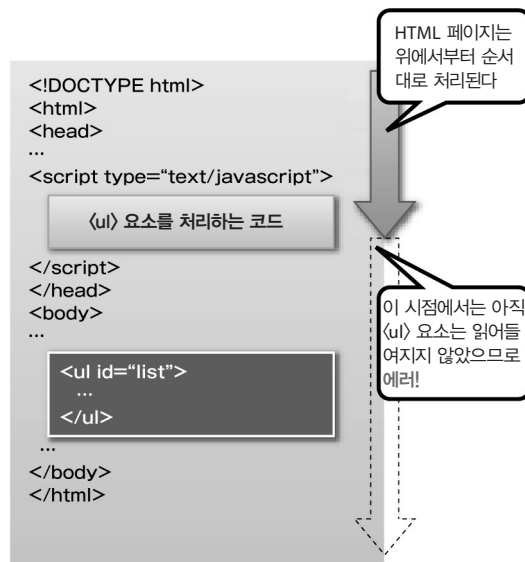 HTML 페이지는
위에서부터 순서
대로 처리된다
<!DOCTYPE html>
<html>
<head>
...
<script type=“text/javascript”>
〈ul〉 요소를 처리하는 코드
</script>
</head>
<body>
...
이 시점에서는 아직
〈ul〉 요소는 읽어들
여지지 않았으므로
에러!
<ul id=“list”>
...
</ul>
...
</body>
</html>